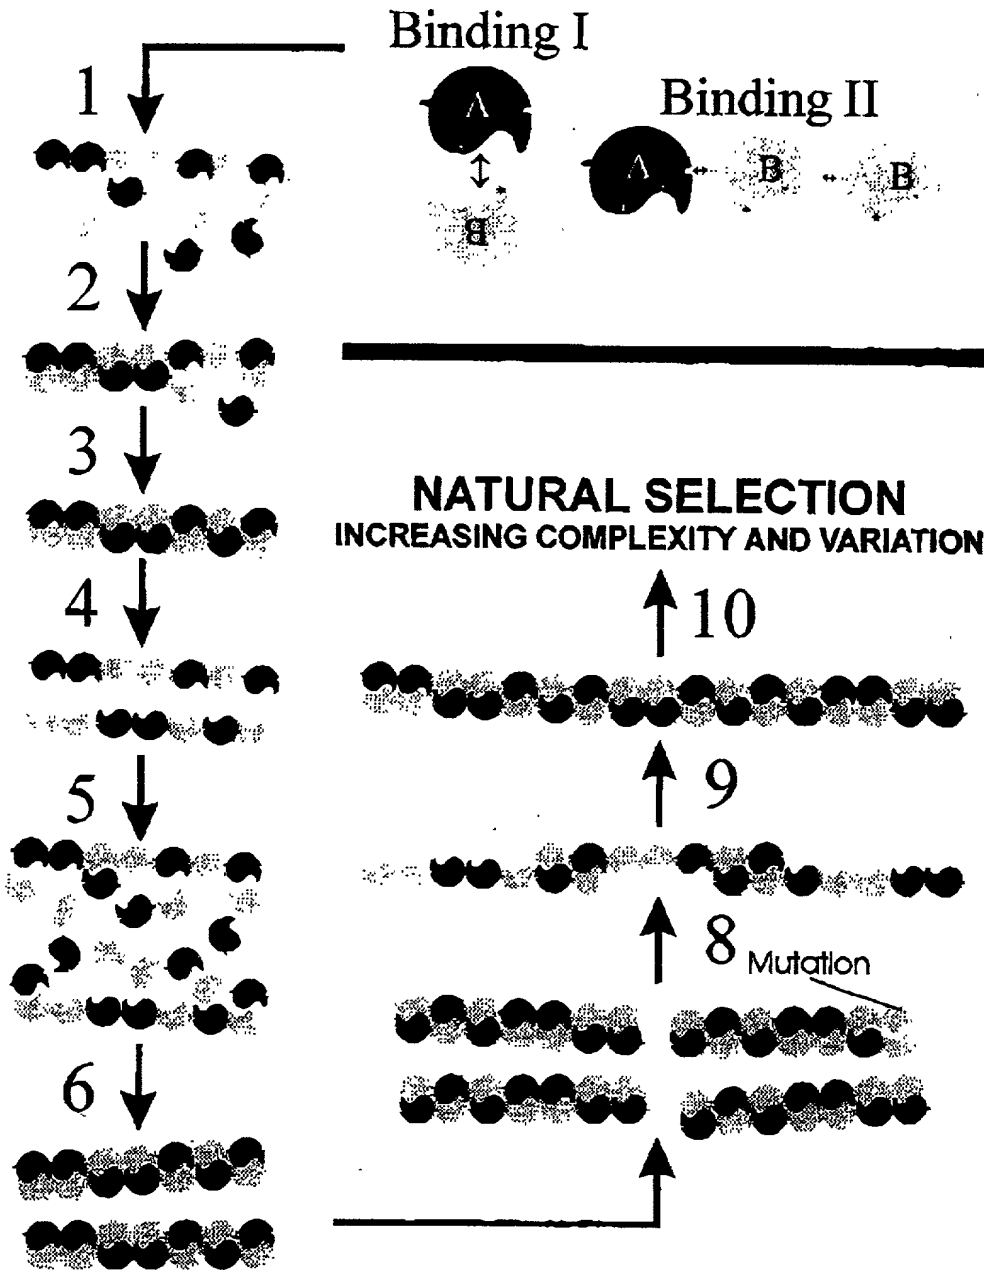 Binding I
1
Binding II
A
A
B
B
B
2
3
NATURAL SELECTION
INCREASING COMPLEXITY AND VARIATION
4
10
5
9
8
Mutation
6